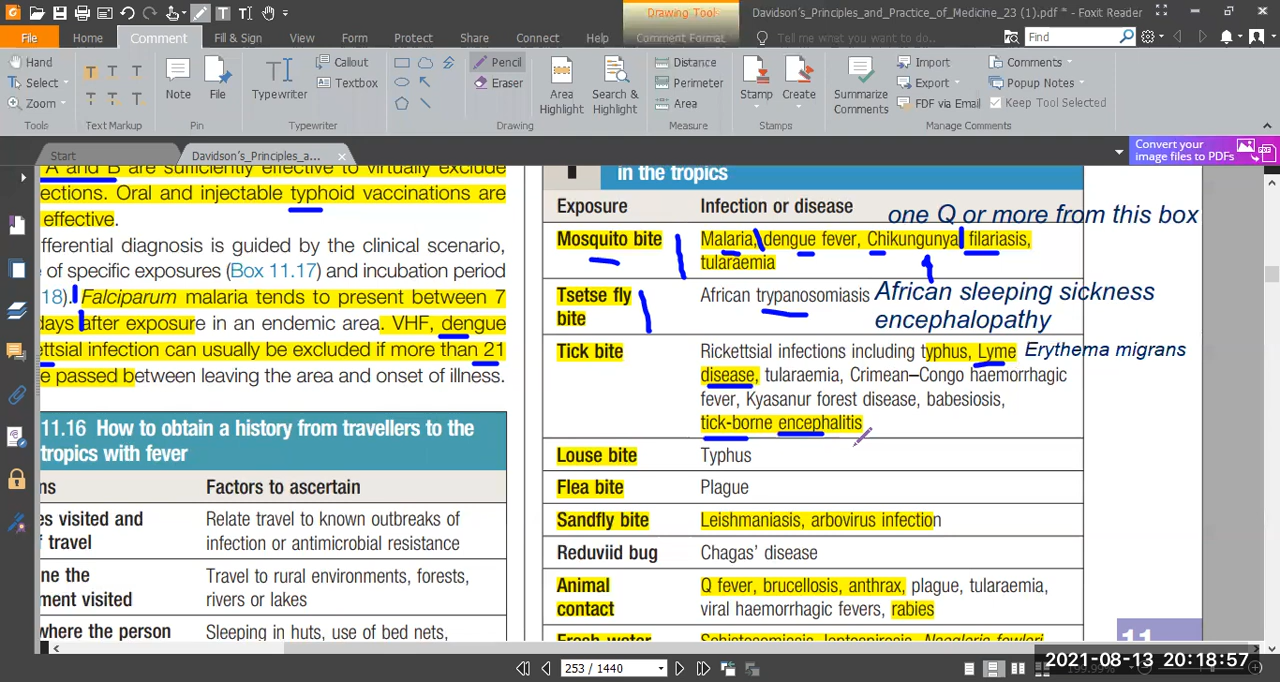 Drawing Tool
Davidson's_Principles_and_Practice_of_Medicine_23 (1).pdf * - Foxit Reader
File Home Comment Fill & Sign View Form Protect Share Connect Help Comment Format Tell me what you want to do.. Find
Hand
Select
Zoom
Tools
Text Markup
Note
File
Pin
Typewriter
Callout
Textbox
Typewriter
Pencil
Eraser
Drawing
Area Highlight
Search & Highlight
Distance
Perimeter
Area
Measure
Stamp
Create
Stamps
Summarize Comments
Import
Export
FDF via Email
Comments
Popup Notes
Keep Tool Selected
Manage Comments
Start
Davidson's_Principles_a...
Convert your
image files to PDFs
A and B are sufficiently effective to virtually exclude
ections. Oral and injectable typhoid vaccinations are
effective.
fferential diagnosis is guided by the clinical scenario,
of specific exposures (Box 11.17) and incubation period
18). Falciparum malaria tends to present between 7
days after exposure in an endemic area. VHF, dengue
ettsial infection can usually be excluded if more than 21
e passed between leaving the area and onset of illness.
11.16 How to obtain a history from travellers to the
tropics with fever
ns Factors to ascertain
es visited and
f travel
Relate travel to known outbreaks of
infection or antimicrobial resistance
ne the
ment visited
Travel to rural environments, forests,
rivers or lakes
where the person
Sleeping in huts, use of bed nets,
in the tropics
Exposure Infection or disease
one Q or more from this box
Mosquito bite
Malaria, dengue fever, Chikungunya, filariasis,
tularaemia
Tsetse fly
bite
African trypanosomiasis
African sleeping sickness
encephalopathy
Tick bite
Rickettsial infections including typhus, Lyme
disease, tularaemia, Crimean–Congo haemorrhagic
fever, Kyasanur forest disease, babesiosis,
tick-borne encephalitis
Erythema migrans
Louse bite Typhus
Flea bite Plague
Sandfly bite Leishmaniasis, arbovirus infection
Reduviid bug Chagas' disease
Animal
contact
Q fever, brucellosis, anthrax, plague, tularaemia,
viral haemorrhagic fevers, rabies
Fresh-water Schistosomiasis, leptospirosis, Naegleria fowleri
11
253 / 1440
2021-08-13 20:18:57